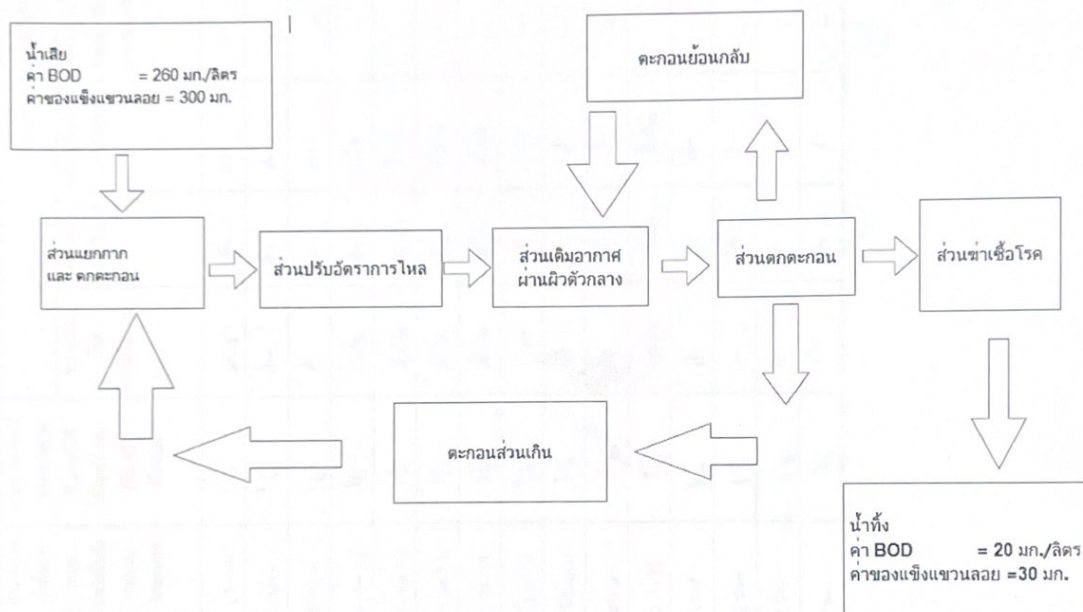 น้ำเสีย
ค่า BOD = 260 มก./ลิตร
ค่าของแข็งแขวนลอย = 300 มก.
ตะกอนย้อนกลับ
ส่วนแยกกาก
และ ตกตะกอน
ส่วนปรับอัตราการไหล
ส่วนเติมอากาศ
ผ่านผิวตัวกลาง
ส่วนตกตะกอน
ส่วนฆ่าเชื้อโรค
ตะกอนส่วนเกิน
น้ำทิ้ง
ค่า BOD = 20 มก./ลิตร
ค่าของแข็งแขวนลอย =30 มก.